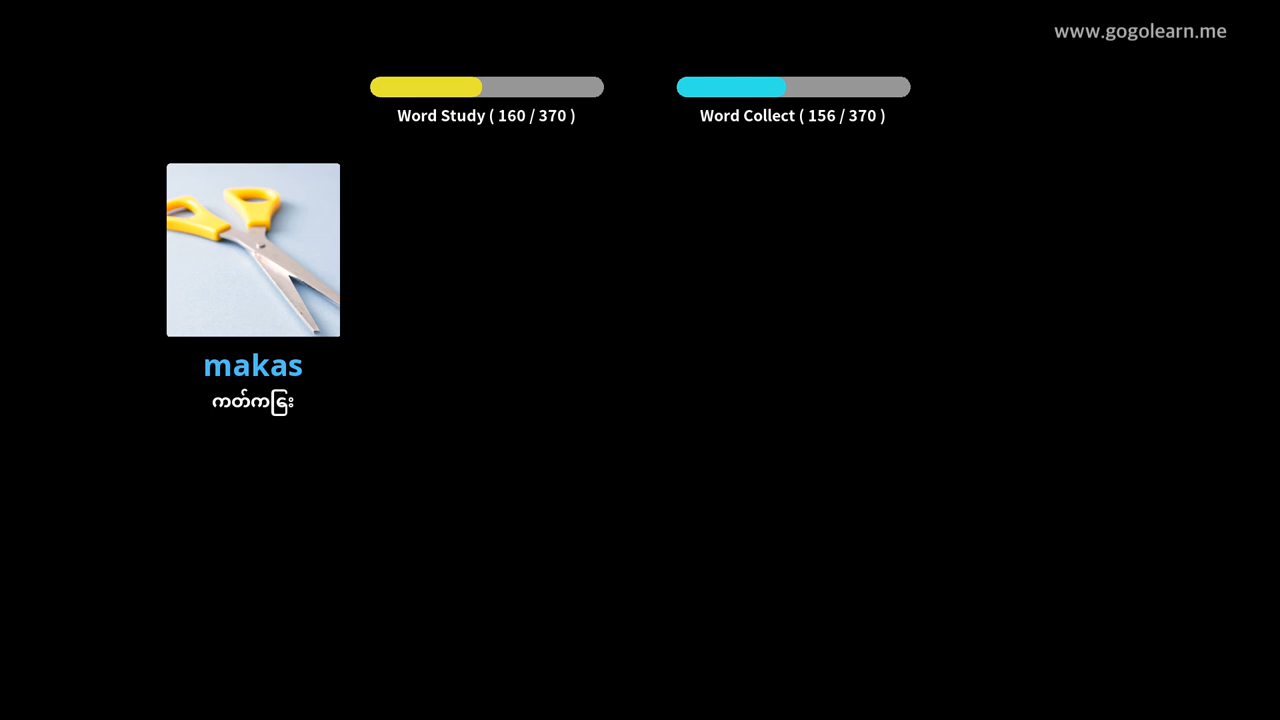 www.gogolearn.me
Word Study ( 160 / 370 )
Word Collect ( 156 / 370 )
makas
ကတ်ကြေး